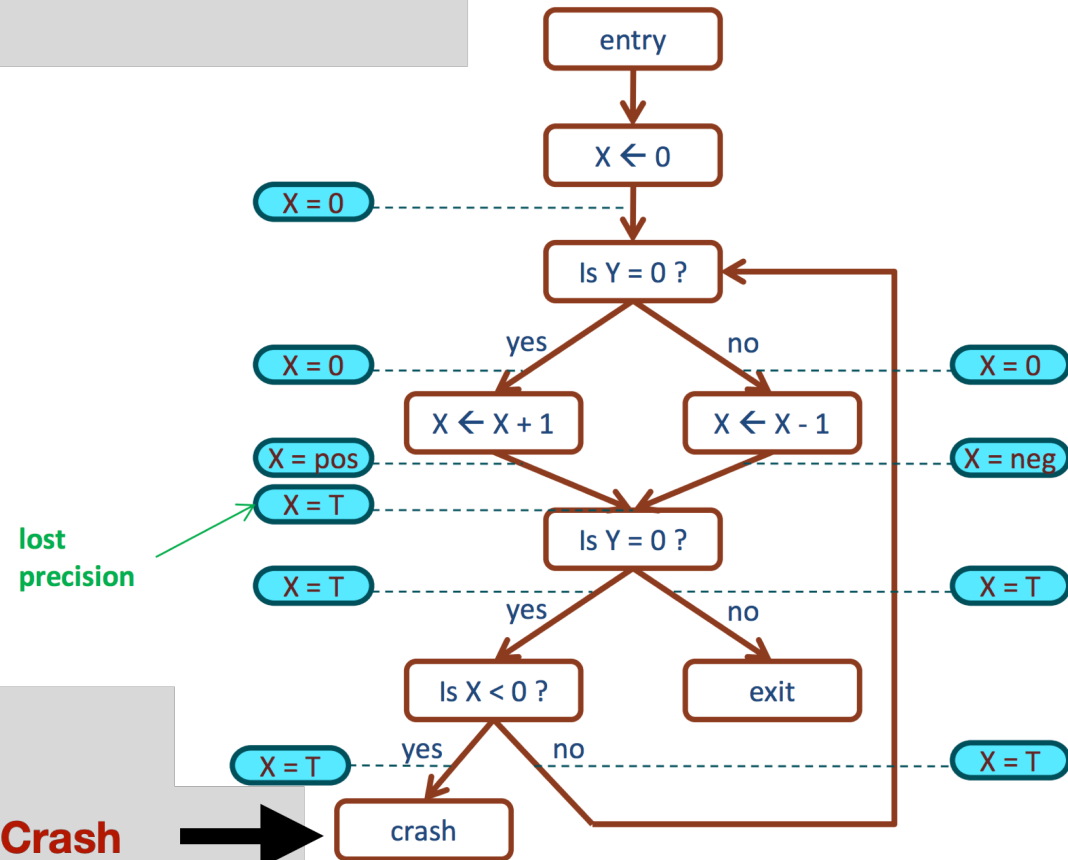 entry
X ← 0
X = 0
Is Y = 0 ?
yes
no
X = 0
X = 0
X ← X + 1
X ← X - 1
X = pos
X = neg
X = T
lost
precision
Is Y = 0 ?
X = T
X = T
yes
no
Is X < 0 ?
exit
yes
no
X = T
X = T
Crash
crash